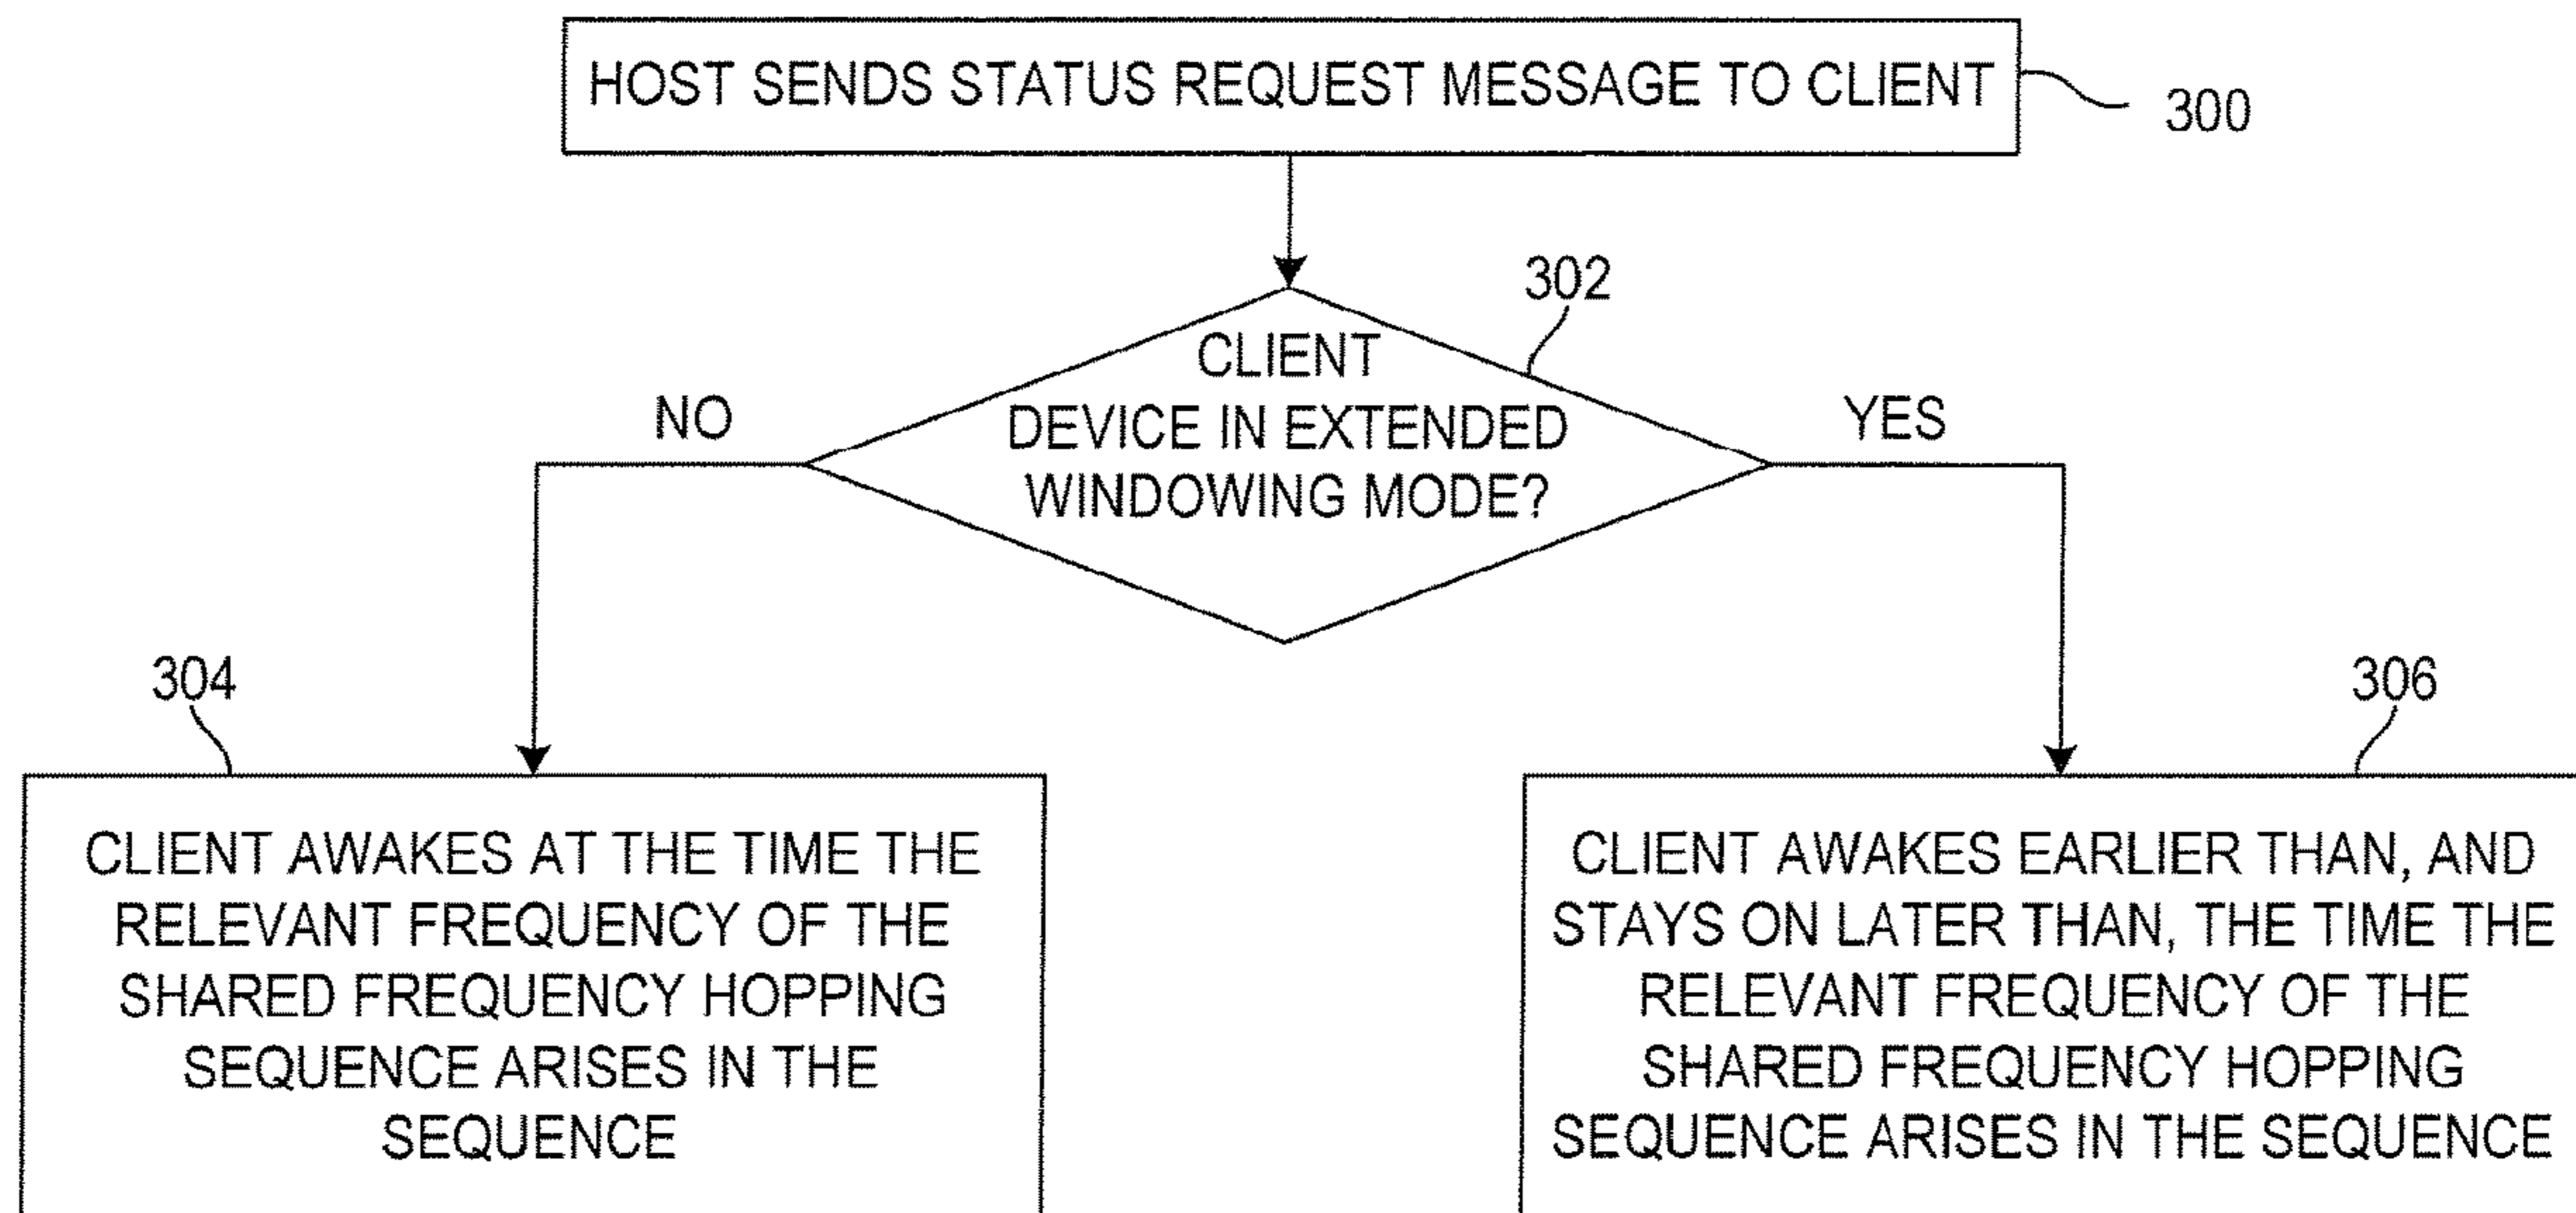 HOST SENDS STATUS REQUEST MESSAGE TO CLIENT
300
302
CLIENT
DEVICE IN EXTENDED
WINDOWING MODE?
NO
YES
304
CLIENT AWAKES AT THE TIME THE
RELEVANT FREQUENCY OF THE
SHARED FREQUENCY HOPPING
SEQUENCE ARISES IN THE
SEQUENCE
306
CLIENT AWAKES EARLIER THAN, AND
STAYS ON LATER THAN, THE TIME THE
RELEVANT FREQUENCY OF THE
SHARED FREQUENCY HOPPING
SEQUENCE ARISES IN THE SEQUENCE